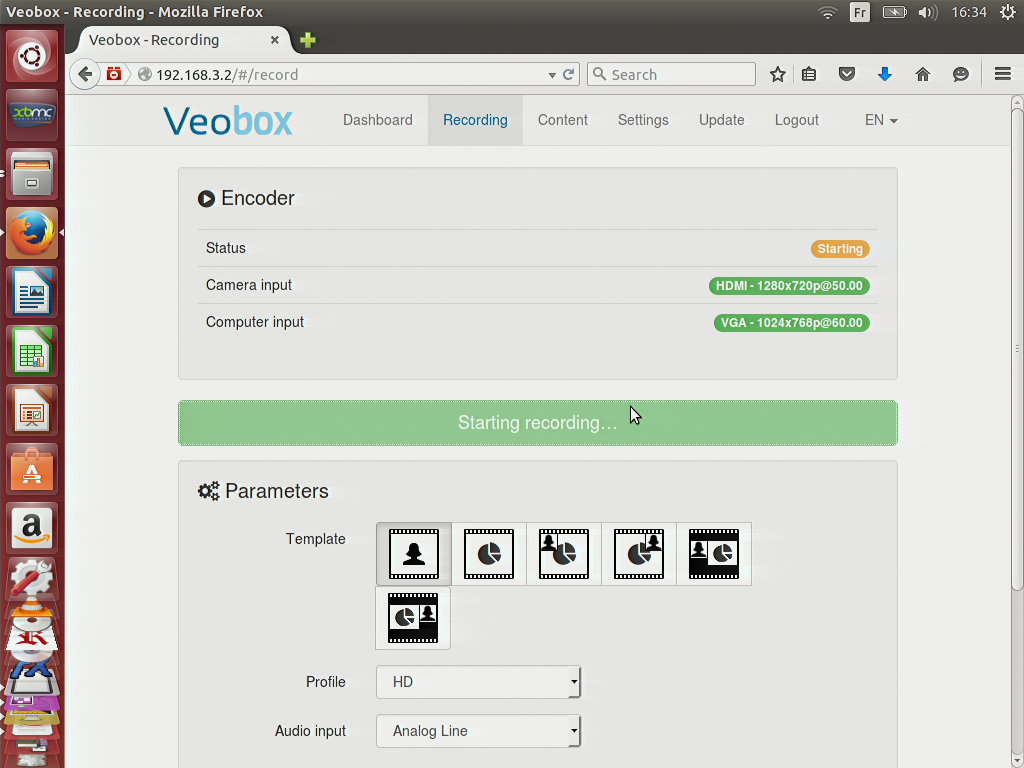 Veobox - Recording - Mozilla Firefox
Fr
16:34
Veobox - Recording
192.168.3.2/#/record
Search
xbmc
Veobox
Dashboard
Recording
Content
Settings
Update
Logout
EN
Encoder
Status
Starting
Camera input
HDMI - 1280x720p@50.00
Computer input
VGA - 1024x768p@60.00
Starting recording…
Parameters
Template
Profile
HD
Audio input
Analog Line